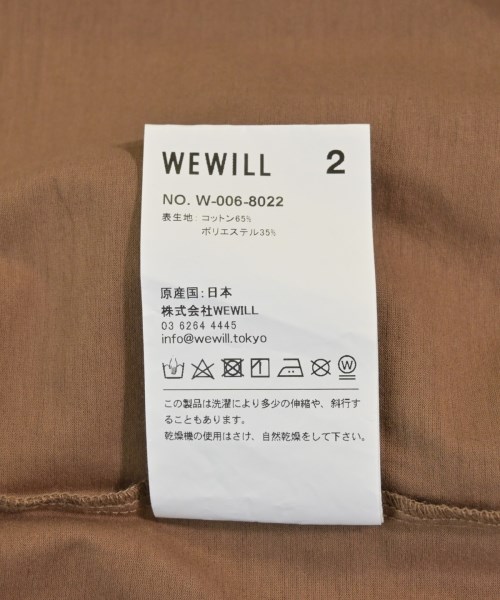 WEWILL 2
NO. W-006-8022
表生地: コットン65%
ポリエステル35%
原産国:日本
株式会社WEWILL
03 6264 4445
info@wewill.tokyo
W
この製品は洗濯により多少の伸縮や、斜行す
ることもあります。
乾燥機の使用はさけ、自然乾燥をして下さい。